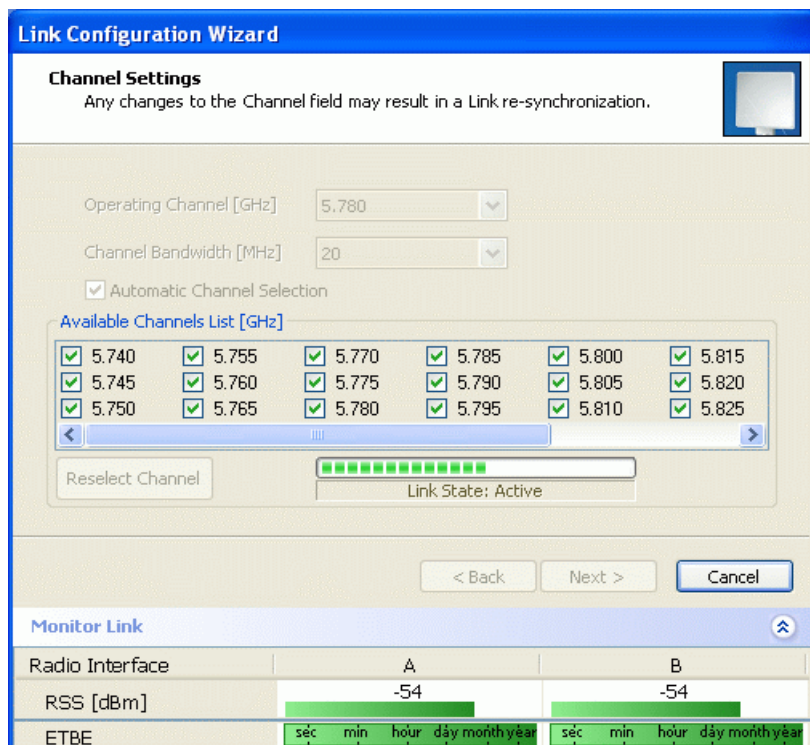 Link Configuration Wizard
Channel Settings
Any changes to the Channel field may result in a Link re-synchronization.
Operating Channel [GHz] 5.780
Channel Bandwidth [MHz] 20
Automatic Channel Selection
Available Channels List [GHz]
5.740 5.755 5.770 5.785 5.800 5.815
5.745 5.760 5.775 5.790 5.805 5.820
5.750 5.765 5.780 5.795 5.810 5.825
Reselect Channel
Link State: Active
< Back Next > Cancel
Monitor Link
Radio Interface A B
RSS [dBm] -54 -54
ETBE sec min hour day month year sec min hour day month year